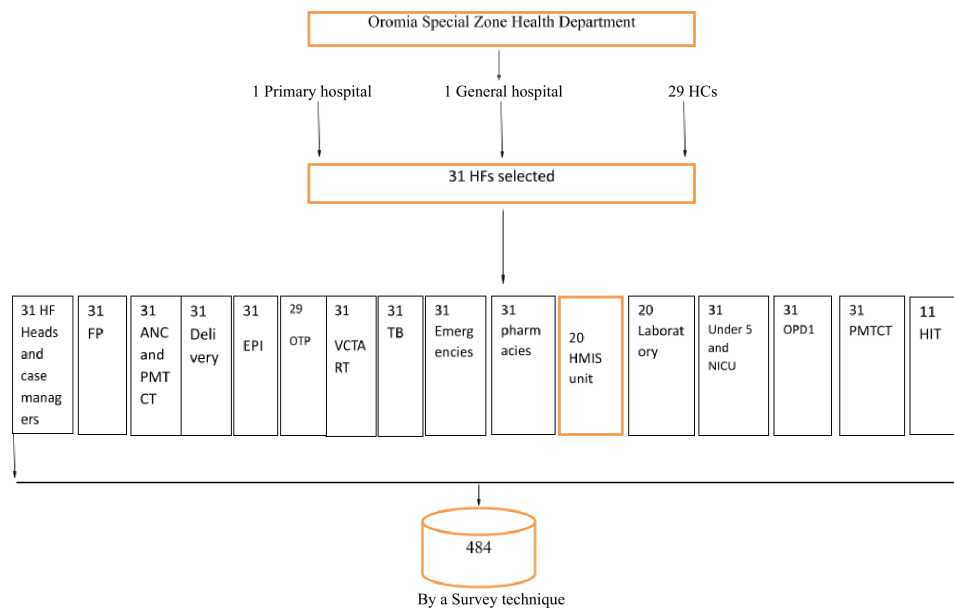 Oromia Special Zone Health Department
1 Primary hospital
1 General hospital
29 HCs
31 HFs selected
31 HF
Heads
and
case
manag
ers
31
FP
31
ANC
and
PMT
CT
31
Deli
very
31
EPI
29
OTP
31
VCTA
RT
31
TB
31
Emerg
encies
31
pharm
acies
20
HMIS
unit
20
Laborat
ory
31
Under 5
and
NICU
31
OPD1
31
PMTCT
11
HIT
484
By a Survey technique